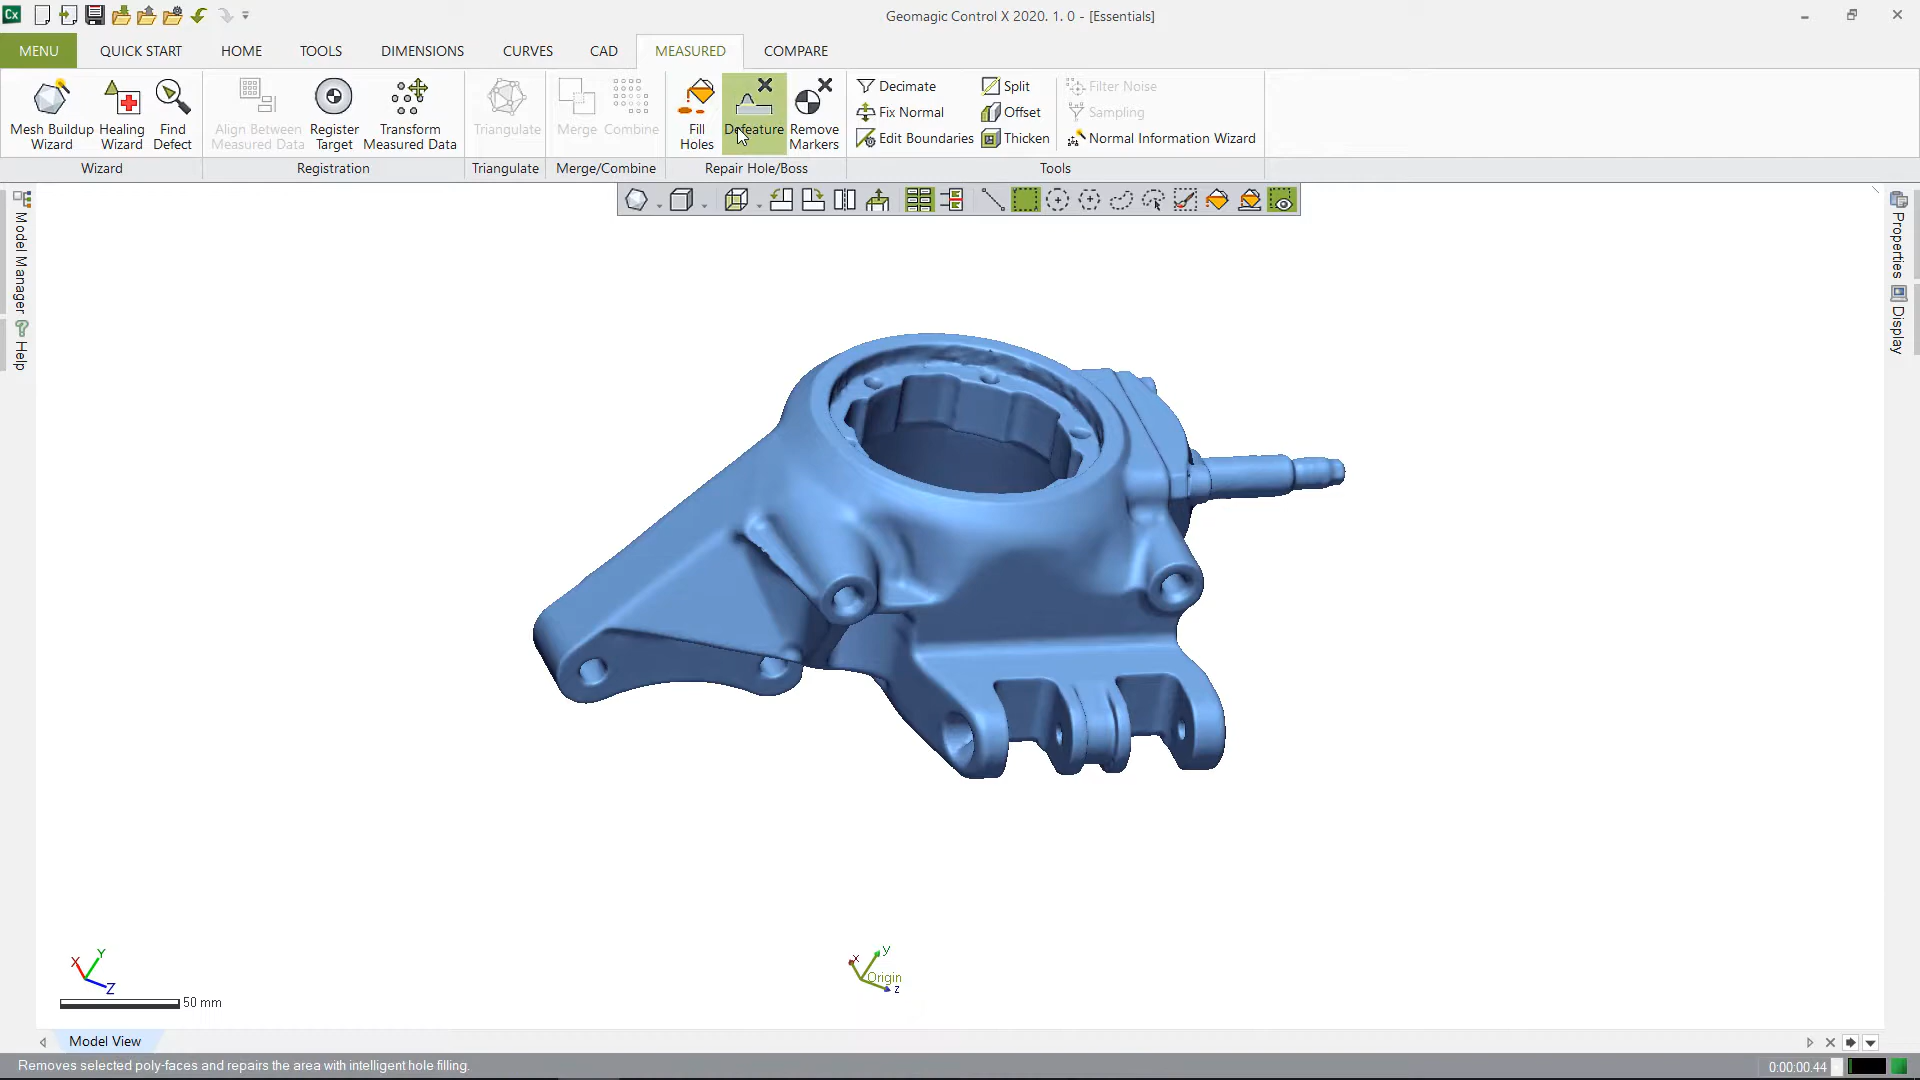 Cx
Geomagic Control X 2020. 1. 0 - [Essentials]
MENU QUICK START HOME TOOLS DIMENSIONS CURVES CAD MEASURED COMPARE
Mesh Buildup Wizard
Healing Wizard
Find Defect
Wizard
Align Between Measured Data
Register Target
Transform Measured Data
Registration
Triangulate
Triangulate
Merge
Combine
Merge/Combine
Fill Holes
Defeature
Remove Markers
Repair Hole/Boss
Decimate
Fix Normal
Edit Boundaries
Split
Offset
Thicken
Filter Noise
Sampling
Normal Information Wizard
Tools
Model Manager
Help
Properties
Display
X Y Z
50 mm
x y
Origin
z
Model View
Removes selected poly-faces and repairs the area with intelligent hole filling.
0:00:00.44